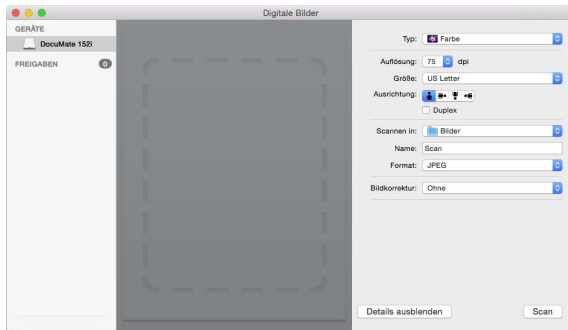 Digitale Bilder
GERÄTE
DocuMate 152i
FREIGABEN 0
Typ: Farbe
Auflösung: 75 dpi
Größe: US Letter
Ausrichtung:
Duplex
Scannen in: Bilder
Name: Scan
Format: JPEG
Bildkorrektur: Ohne
Details ausblenden Scan